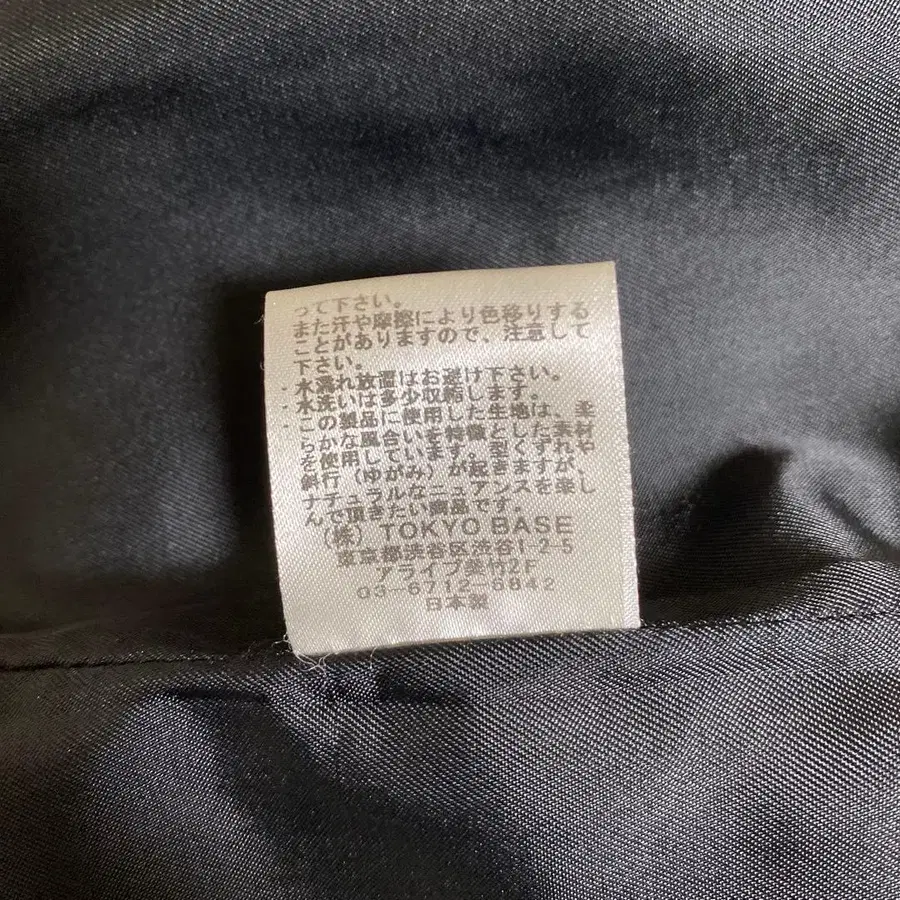 って下さい。
また汗や摩擦により色移りする
ことがありますので、注意して
下さい。
・水濡れ放置はお避け下さい。
・水洗いは多少収縮します。
・この製品に使用した生地は、柔
らかな風合いを特徴とした素材
を使用しています。型くずれや
斜行（ゆがみ）が起きますが、
ナチュラルなニュアンスを楽し
んで頂きたい商品です。
（株）TOKYO BASE
東京都渋谷区渋谷1-2-5
アライブ美竹2F
03-6712-6842
日本製